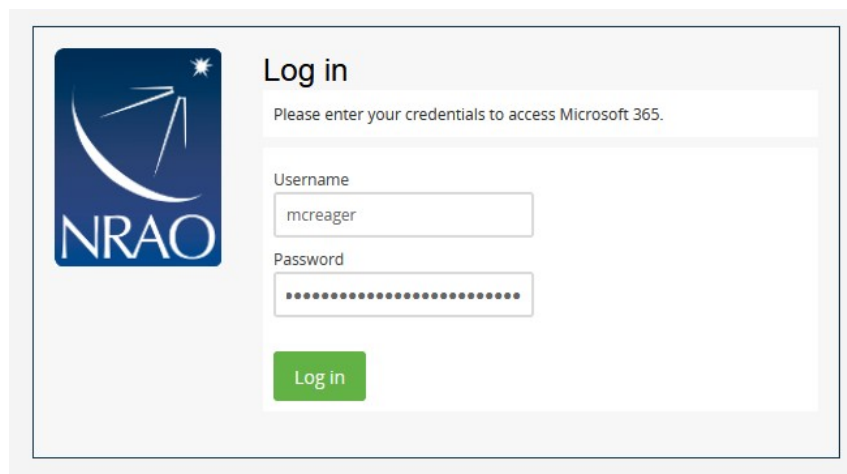 NRAO
Log in
Please enter your credentials to access Microsoft 365.
Username
mcreager
Password
Log in